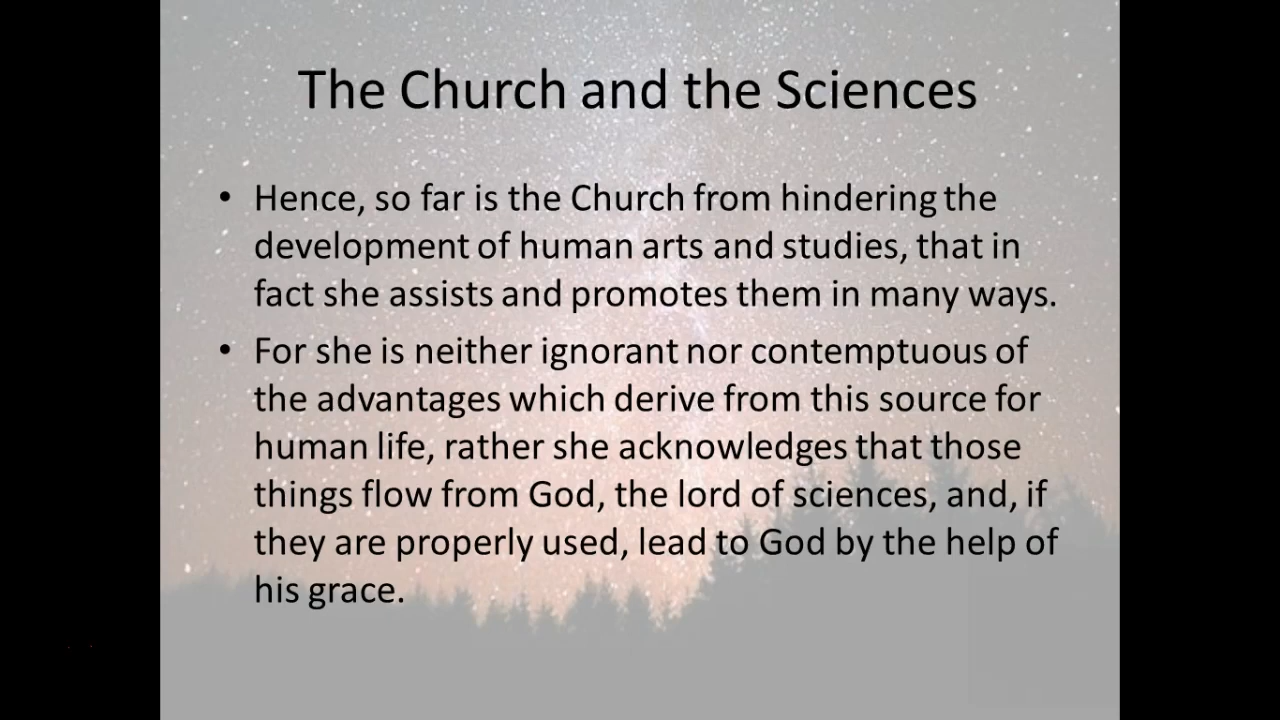 The Church and the Sciences
• Hence, so far is the Church from hindering the
development of human arts and studies, that in
fact she assists and promotes them in many ways.
• For she is neither ignorant nor contemptuous of
the advantages which derive from this source for
human life, rather she acknowledges that those
things flow from God, the lord of sciences, and, if
they are properly used, lead to God by the help of
his grace.